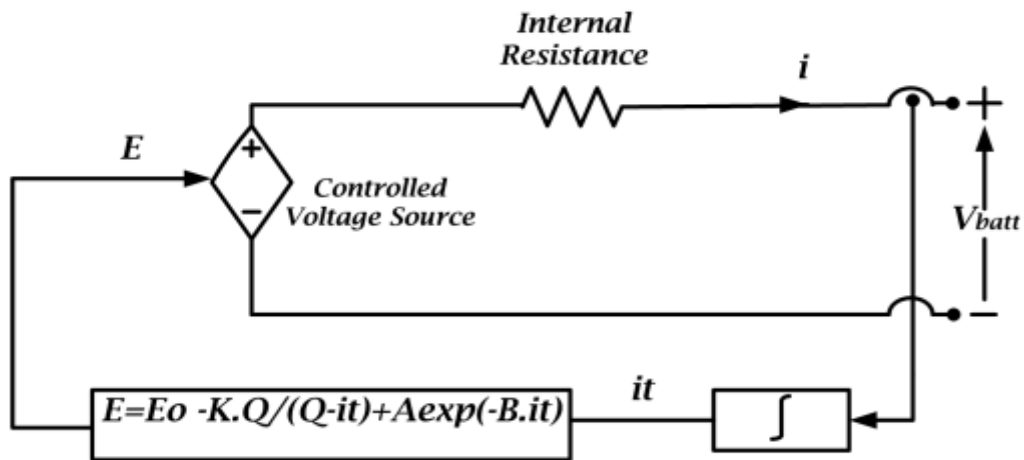 Internal
Resistance
i
+
E
+
Controlled
Voltage Source
−
Vbatt
−
it
E=Eo -K.Q/(Q-it)+Aexp(-B.it)
∫